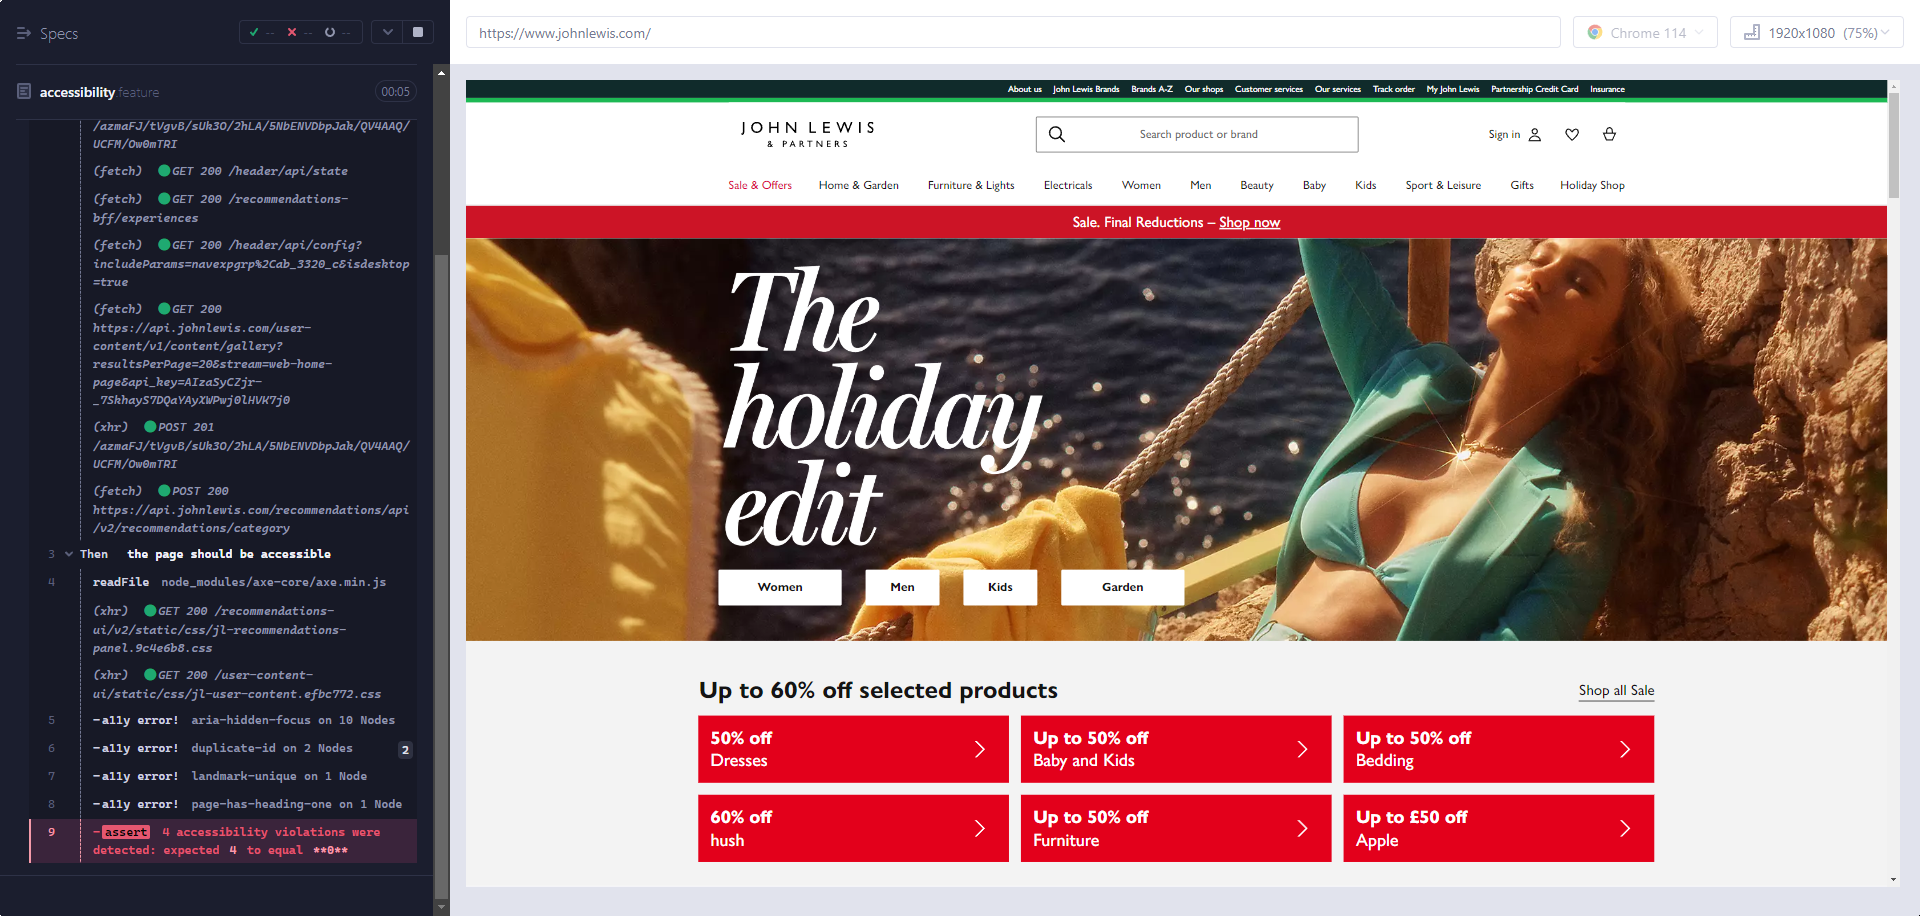 Specs
-- -- --
accessibility.feature 00:05
/azmaFJ/tVgvB/sUk3O/2hLA/5NbENVDbpJak/QV4AAQ/
UCFM/Ow0mTRI
(fetch) GET 200 /header/api/state
(fetch) GET 200 /recommendations-
bff/experiences
(fetch) GET 200 /header/api/config?
includeParams=navexpgrp%2Cab_3320_c&isdesktop
=true
(fetch) GET 200
https://api.johnlewis.com/user-
content/v1/content/gallery?
resultsPerPage=20&stream=web-home-
page&api_key=AIzaSyCZjr-
_7SkhayS7DQaYAyXWPwj0lHVK7j0
(xhr) POST 201
/azmaFJ/tVgvB/sUk3O/2hLA/5NbENVDbpJak/QV4AAQ/
UCFM/Ow0mTRI
(fetch) POST 200
https://api.johnlewis.com/recommendations/api
/v2/recommendations/category
3 Then the page should be accessible
4 readFile node_modules/axe-core/axe.min.js
(xhr) GET 200 /recommendations-
ui/v2/static/css/jl-recommendations-
panel.9c4e6b8.css
(xhr) GET 200 /user-content-
ui/static/css/jl-user-content.efbc772.css
5 -a11y error! aria-hidden-focus on 10 Nodes
6 -a11y error! duplicate-id on 2 Nodes 2
7 -a11y error! landmark-unique on 1 Node
8 -a11y error! page-has-heading-one on 1 Node
9 -assert 4 accessibility violations were
detected: expected 4 to equal **0**
https://www.johnlewis.com/
Chrome 114
1920x1080 (75%)
About us John Lewis Brands Brands A-Z Our shops Customer services Our services Track order My John Lewis Partnership Credit Card Insurance
JOHN LEWIS
& PARTNERS
Search product or brand
Sign in
Sale & Offers Home & Garden Furniture & Lights Electricals Women Men Beauty Baby Kids Sport & Leisure Gifts Holiday Shop
Sale. Final Reductions – Shop now
The
holiday
edit
Women Men Kids Garden
Up to 60% off selected products
Shop all Sale
50% off
Dresses
Up to 50% off
Baby and Kids
Up to 50% off
Bedding
60% off
hush
Up to 50% off
Furniture
Up to £50 off
Apple